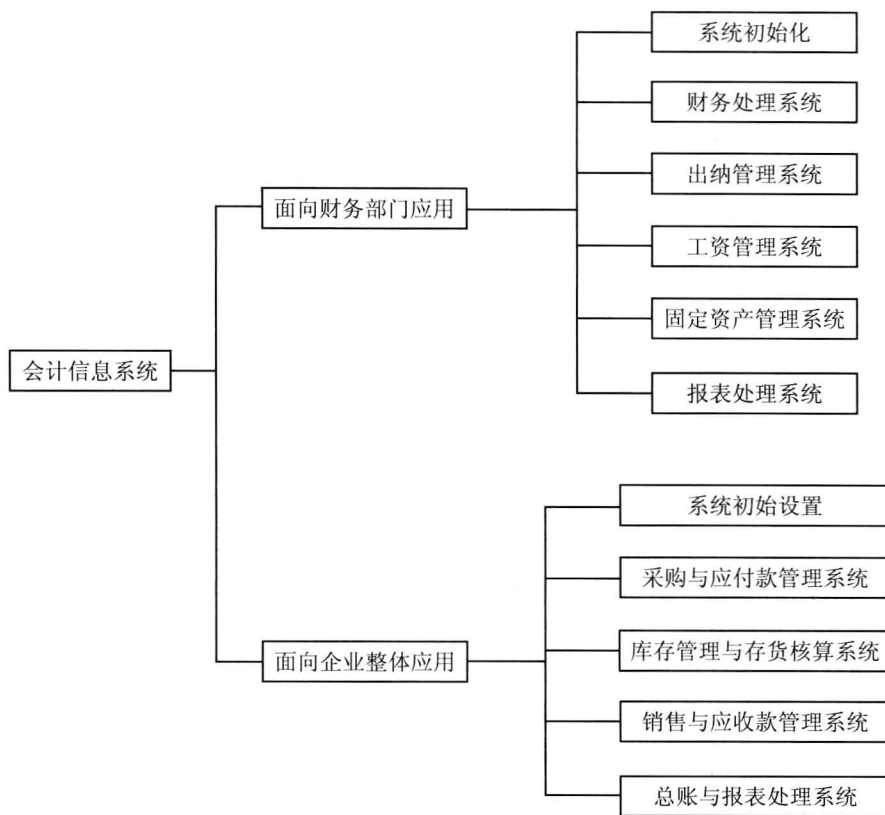 会计信息系统
面向财务部门应用
系统初始化
财务处理系统
出纳管理系统
工资管理系统
固定资产管理系统
报表处理系统
面向企业整体应用
系统初始设置
采购与应付款管理系统
库存管理与存货核算系统
销售与应收款管理系统
总账与报表处理系统